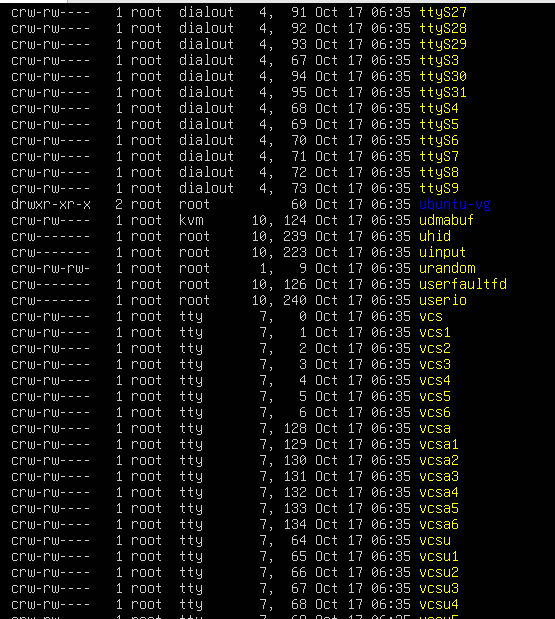 crw-rw---- 1 root dialout 4, 91 Oct 17 06:35 ttyS27
crw-rw---- 1 root dialout 4, 92 Oct 17 06:35 ttyS28
crw-rw---- 1 root dialout 4, 93 Oct 17 06:35 ttyS29
crw-rw---- 1 root dialout 4, 67 Oct 17 06:35 ttyS3
crw-rw---- 1 root dialout 4, 94 Oct 17 06:35 ttyS30
crw-rw---- 1 root dialout 4, 95 Oct 17 06:35 ttyS31
crw-rw---- 1 root dialout 4, 68 Oct 17 06:35 ttyS4
crw-rw---- 1 root dialout 4, 69 Oct 17 06:35 ttyS5
crw-rw---- 1 root dialout 4, 70 Oct 17 06:35 ttyS6
crw-rw---- 1 root dialout 4, 71 Oct 17 06:35 ttyS7
crw-rw---- 1 root dialout 4, 72 Oct 17 06:35 ttyS8
crw-rw---- 1 root dialout 4, 73 Oct 17 06:35 ttyS9
drwxr-xr-x 2 root root 60 Oct 17 06:35 ubuntu-vg
crw-rw---- 1 root kvm 10, 124 Oct 17 06:35 udmabuf
crw------- 1 root root 10, 239 Oct 17 06:35 uhid
crw------- 1 root root 10, 223 Oct 17 06:35 uinput
crw-rw-rw- 1 root root 1, 9 Oct 17 06:35 urandom
crw------- 1 root root 10, 126 Oct 17 06:35 userfaultfd
crw------- 1 root root 10, 240 Oct 17 06:35 userio
crw-rw---- 1 root tty 7, 0 Oct 17 06:35 vcs
crw-rw---- 1 root tty 7, 1 Oct 17 06:35 vcs1
crw-rw---- 1 root tty 7, 2 Oct 17 06:35 vcs2
crw-rw---- 1 root tty 7, 3 Oct 17 06:35 vcs3
crw-rw---- 1 root tty 7, 4 Oct 17 06:35 vcs4
crw-rw---- 1 root tty 7, 5 Oct 17 06:35 vcs5
crw-rw---- 1 root tty 7, 6 Oct 17 06:35 vcs6
crw-rw---- 1 root tty 7, 128 Oct 17 06:35 vcsa
crw-rw---- 1 root tty 7, 129 Oct 17 06:35 vcsa1
crw-rw---- 1 root tty 7, 130 Oct 17 06:35 vcsa2
crw-rw---- 1 root tty 7, 131 Oct 17 06:35 vcsa3
crw-rw---- 1 root tty 7, 132 Oct 17 06:35 vcsa4
crw-rw---- 1 root tty 7, 133 Oct 17 06:35 vcsa5
crw-rw---- 1 root tty 7, 134 Oct 17 06:35 vcsa6
crw-rw---- 1 root tty 7, 64 Oct 17 06:35 vcsu
crw-rw---- 1 root tty 7, 65 Oct 17 06:35 vcsu1
crw-rw---- 1 root tty 7, 66 Oct 17 06:35 vcsu2
crw-rw---- 1 root tty 7, 67 Oct 17 06:35 vcsu3
crw-rw---- 1 root tty 7, 68 Oct 17 06:35 vcsu4